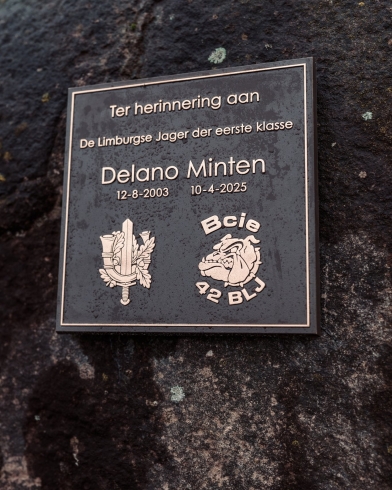 Ter herinnering aan
De Limburgse Jager der eerste klasse
Delano Minten
12-8-2003 10-4-2025
Bcie
42 BLJ